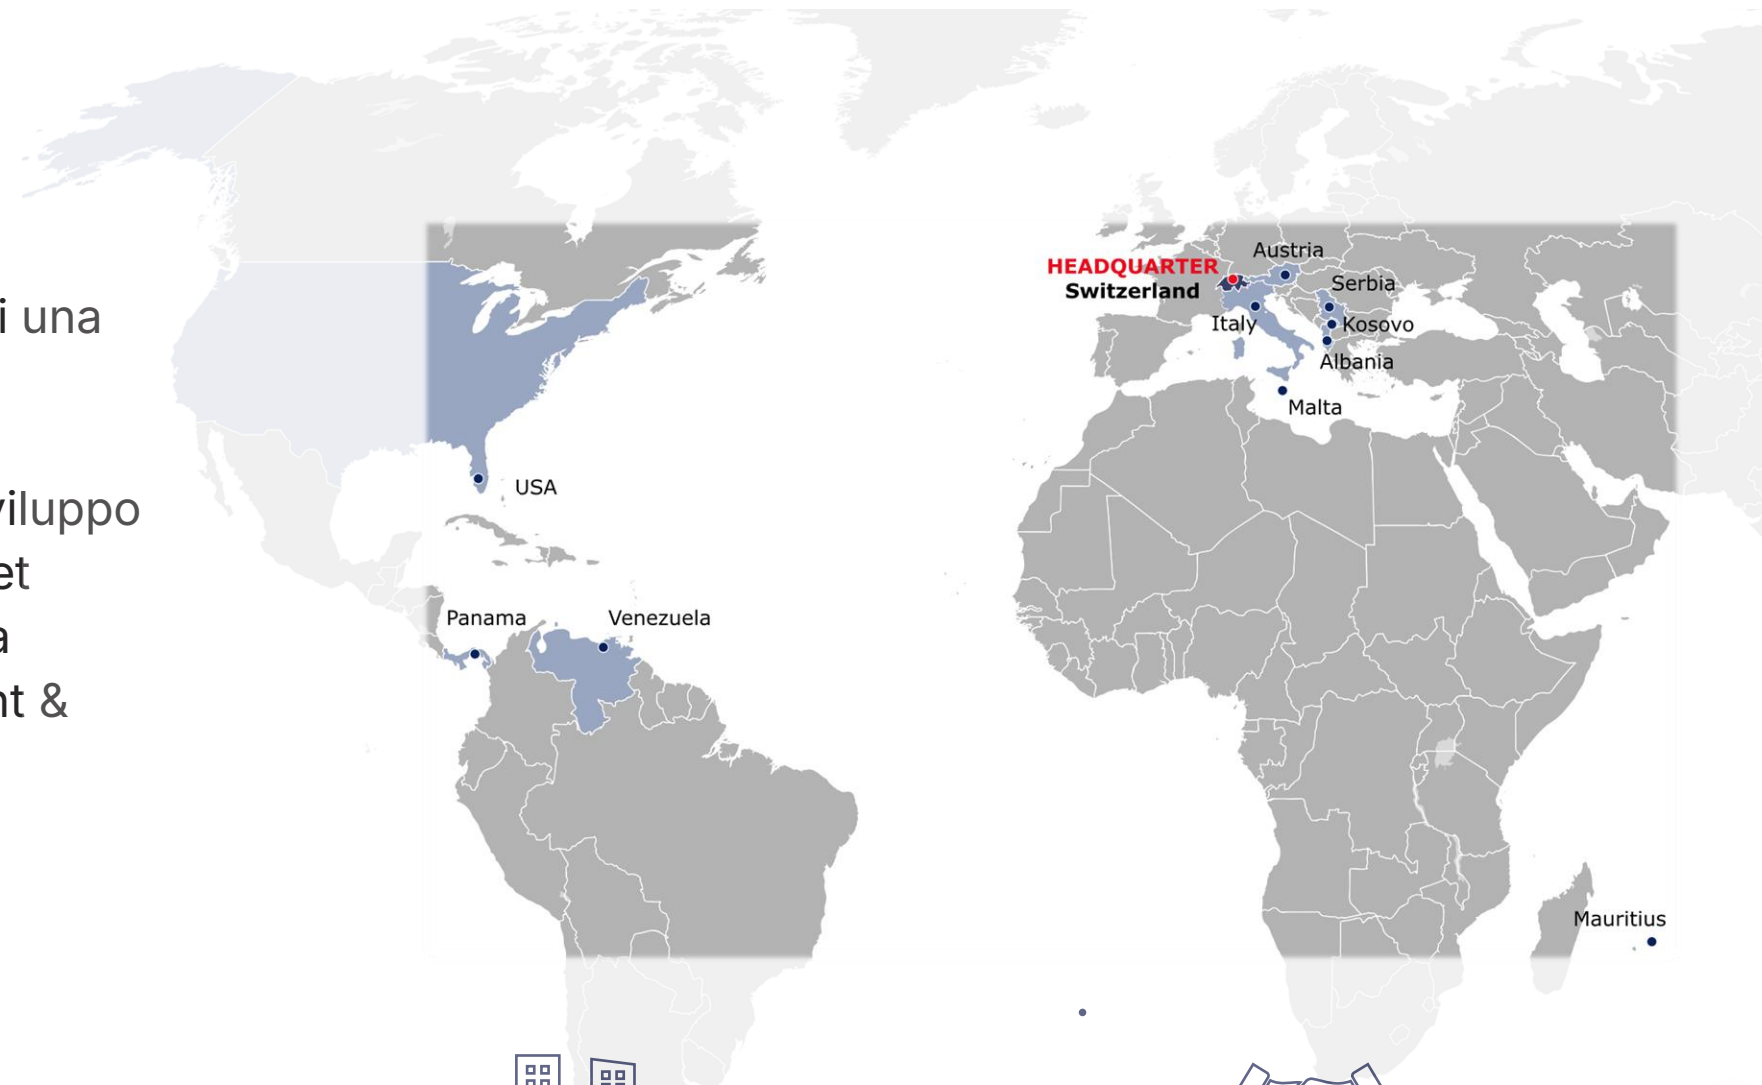 i una
viluppo
et
a
nt &
HEADQUARTER
Switzerland
Austria
Serbia
Italy
Kosovo
Albania
Malta
USA
Panama
Venezuela
Mauritius